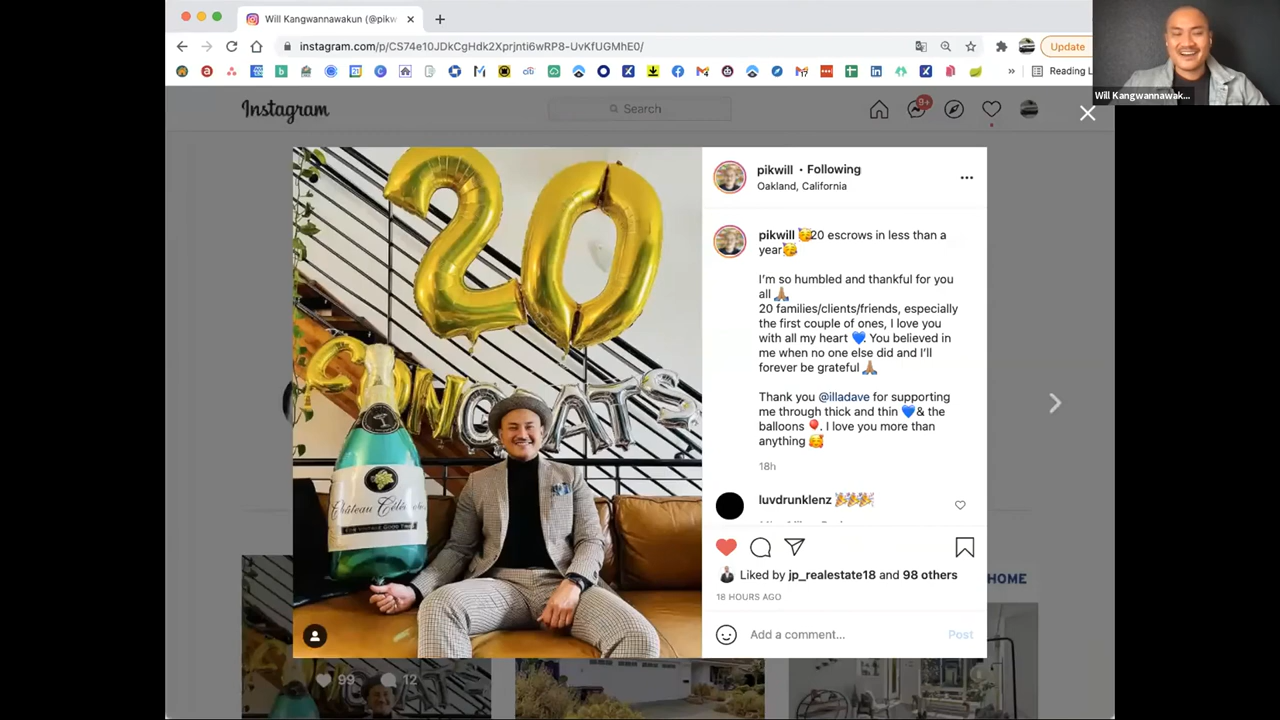 Will Kangwannawakun (@pikw
instagram.com/p/CS74e10JDkCgHdk2Xprjnti6wRP8-UvKfUGMhE0/
Update
Reading L
Will Kangwannawak...
Instagram
Search
9+
20
CONGATS
pikwill • Following
Oakland, California
pikwill 🥳20 escrows in less than a
year🥳
I'm so humbled and thankful for you
all 🙏🏽
20 families/clients/friends, especially
the first couple of ones, I love you
with all my heart 💙. You believed in
me when no one else did and I'll
forever be grateful 🙏🏽
Thank you @illadave for supporting
me through thick and thin 💙& the
balloons 🎈. I love you more than
anything 🥰
18h
luvdrunklenz 🎉🎉🎉
Liked by jp_realestate18 and 98 others
18 HOURS AGO
Add a comment...
Post
HOME
99
12